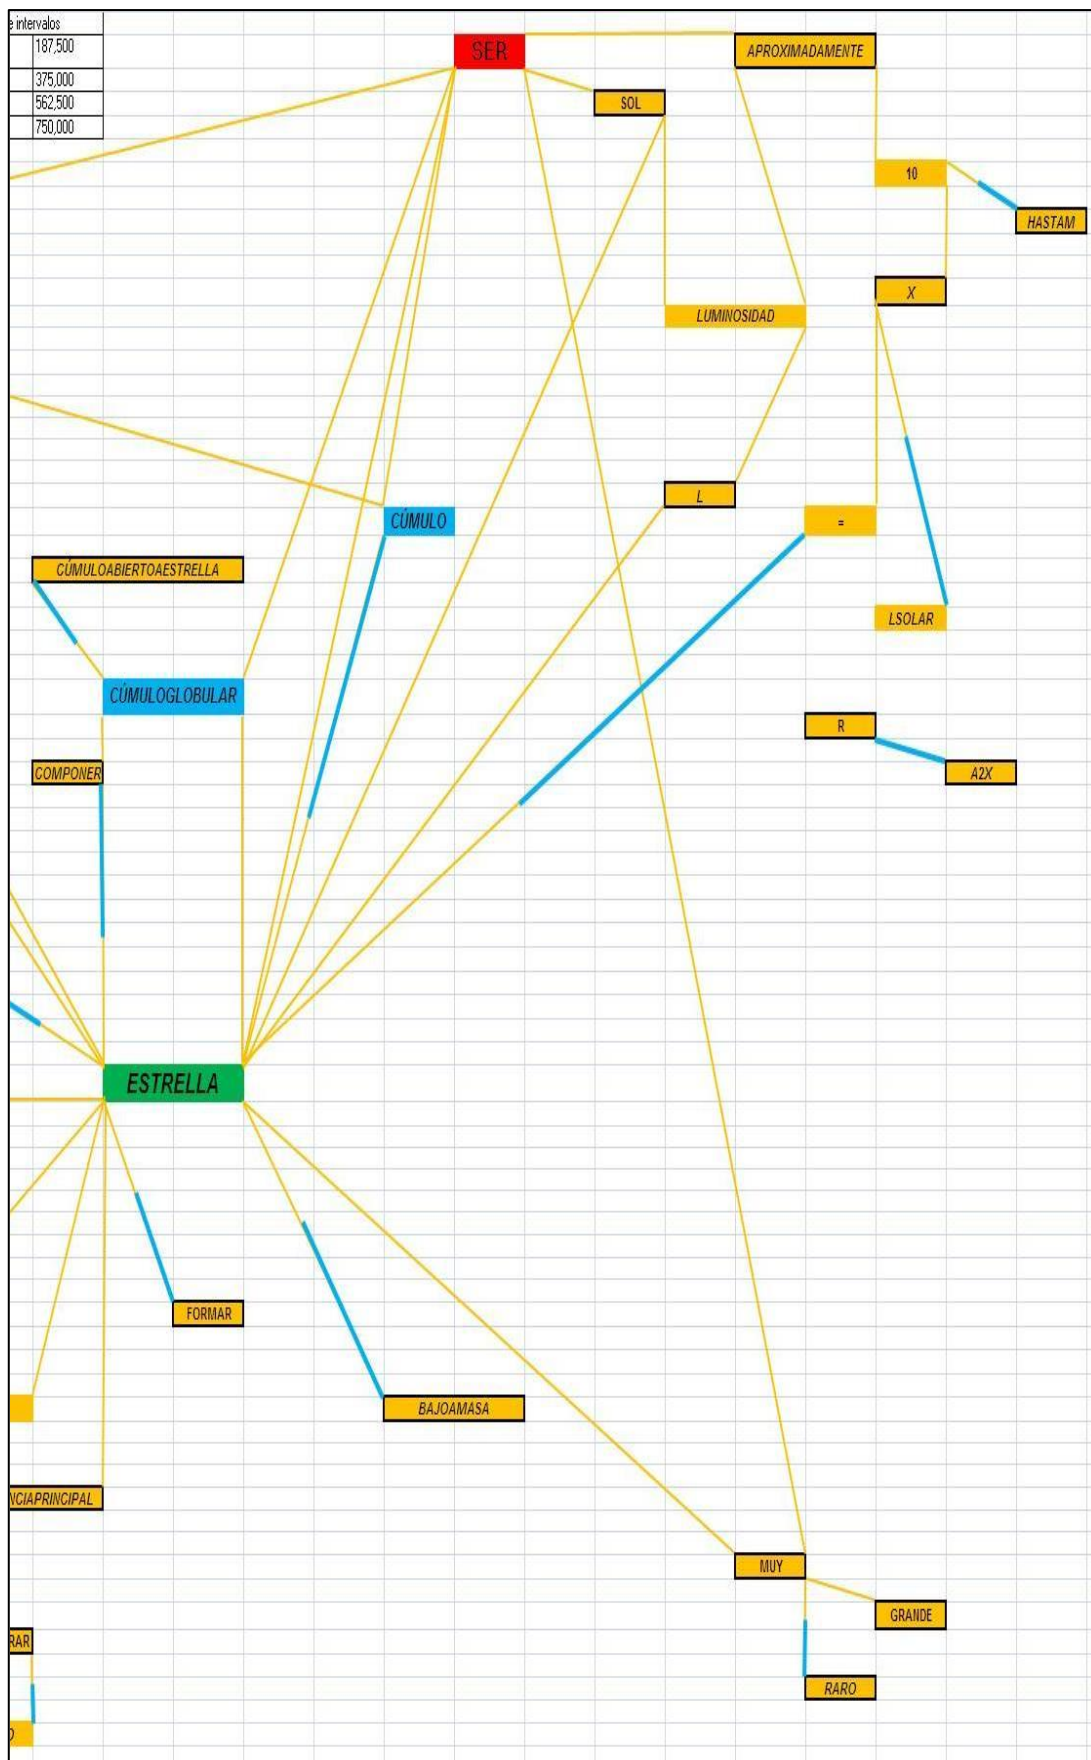 e intervalos
187,500
375,000
562,500
750,000
SER
APROXIMADAMENTE
SOL
10
HASTAM
X
LUMINOSIDAD
L
CÚMULO
=
CÚMULOABIERTOAESTRELLA
LSOLAR
CÚMULOGLOBULAR
R
COMPONER
A2X
ESTRELLA
FORMAR
BAJOAMASA
NCIAPRINCIPAL
MUY
GRANDE
RAR
RARO
O